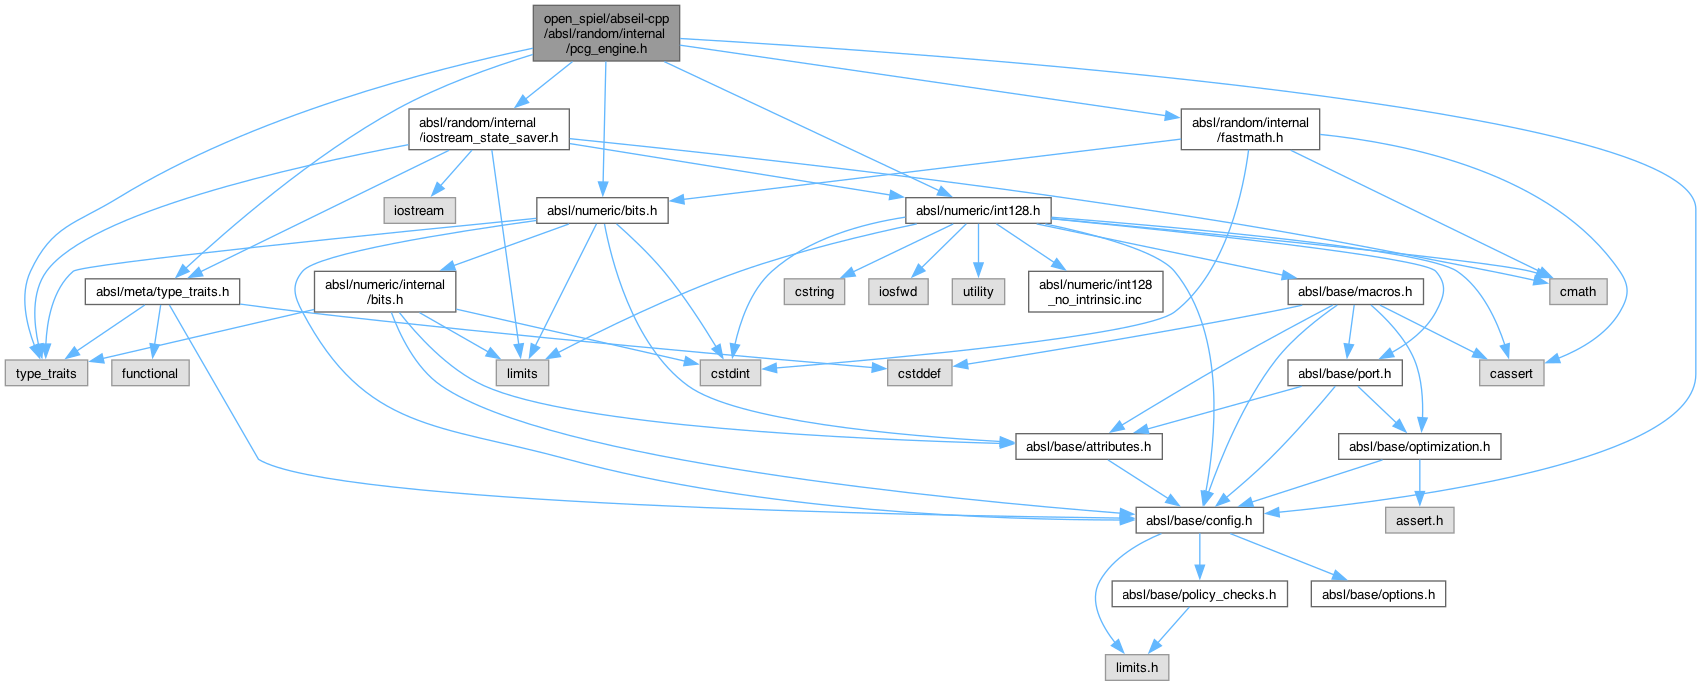 open_spiel/abseil-cpp
/absl/random/internal
/pcg_engine.h
absl/random/internal
/iostream_state_saver.h
absl/random/internal
/fastmath.h
iostream
absl/numeric/bits.h
absl/numeric/int128.h
absl/meta/type_traits.h
absl/numeric/internal
/bits.h
cstring
iosfwd
utility
absl/numeric/int128
_no_intrinsic.inc
absl/base/macros.h
cmath
type_traits
functional
limits
cstdint
cstddef
absl/base/port.h
cassert
absl/base/attributes.h
absl/base/optimization.h
absl/base/config.h
assert.h
absl/base/policy_checks.h
absl/base/options.h
limits.h